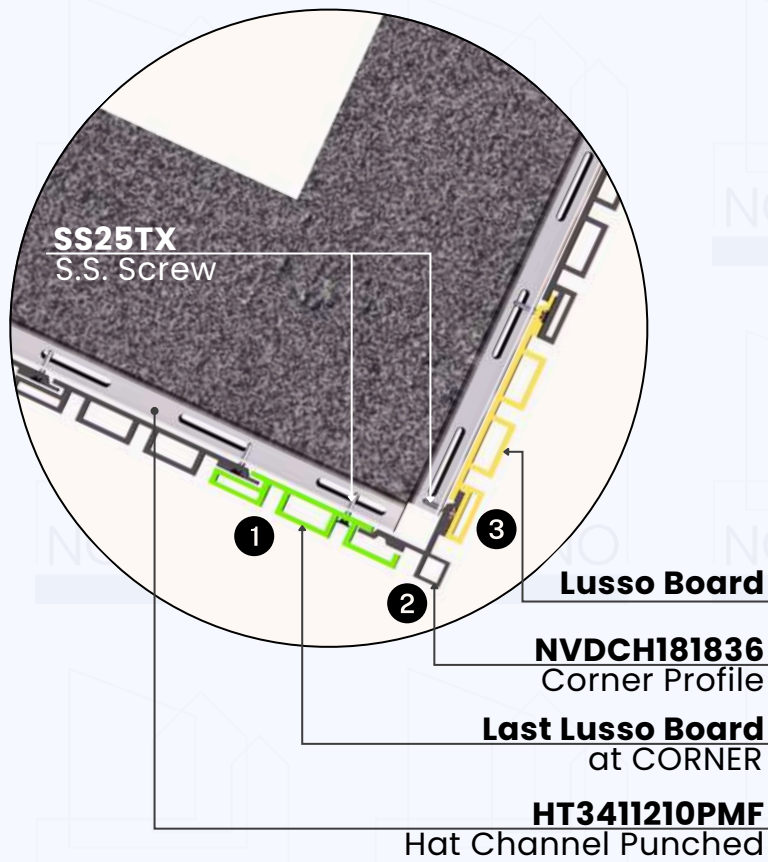 SS25TX
S.S. Screw
1
3
2
Lusso Board
NVDCH181836
Corner Profile
Last Lusso Board
at CORNER
HT3411210PMF
Hat Channel Punched